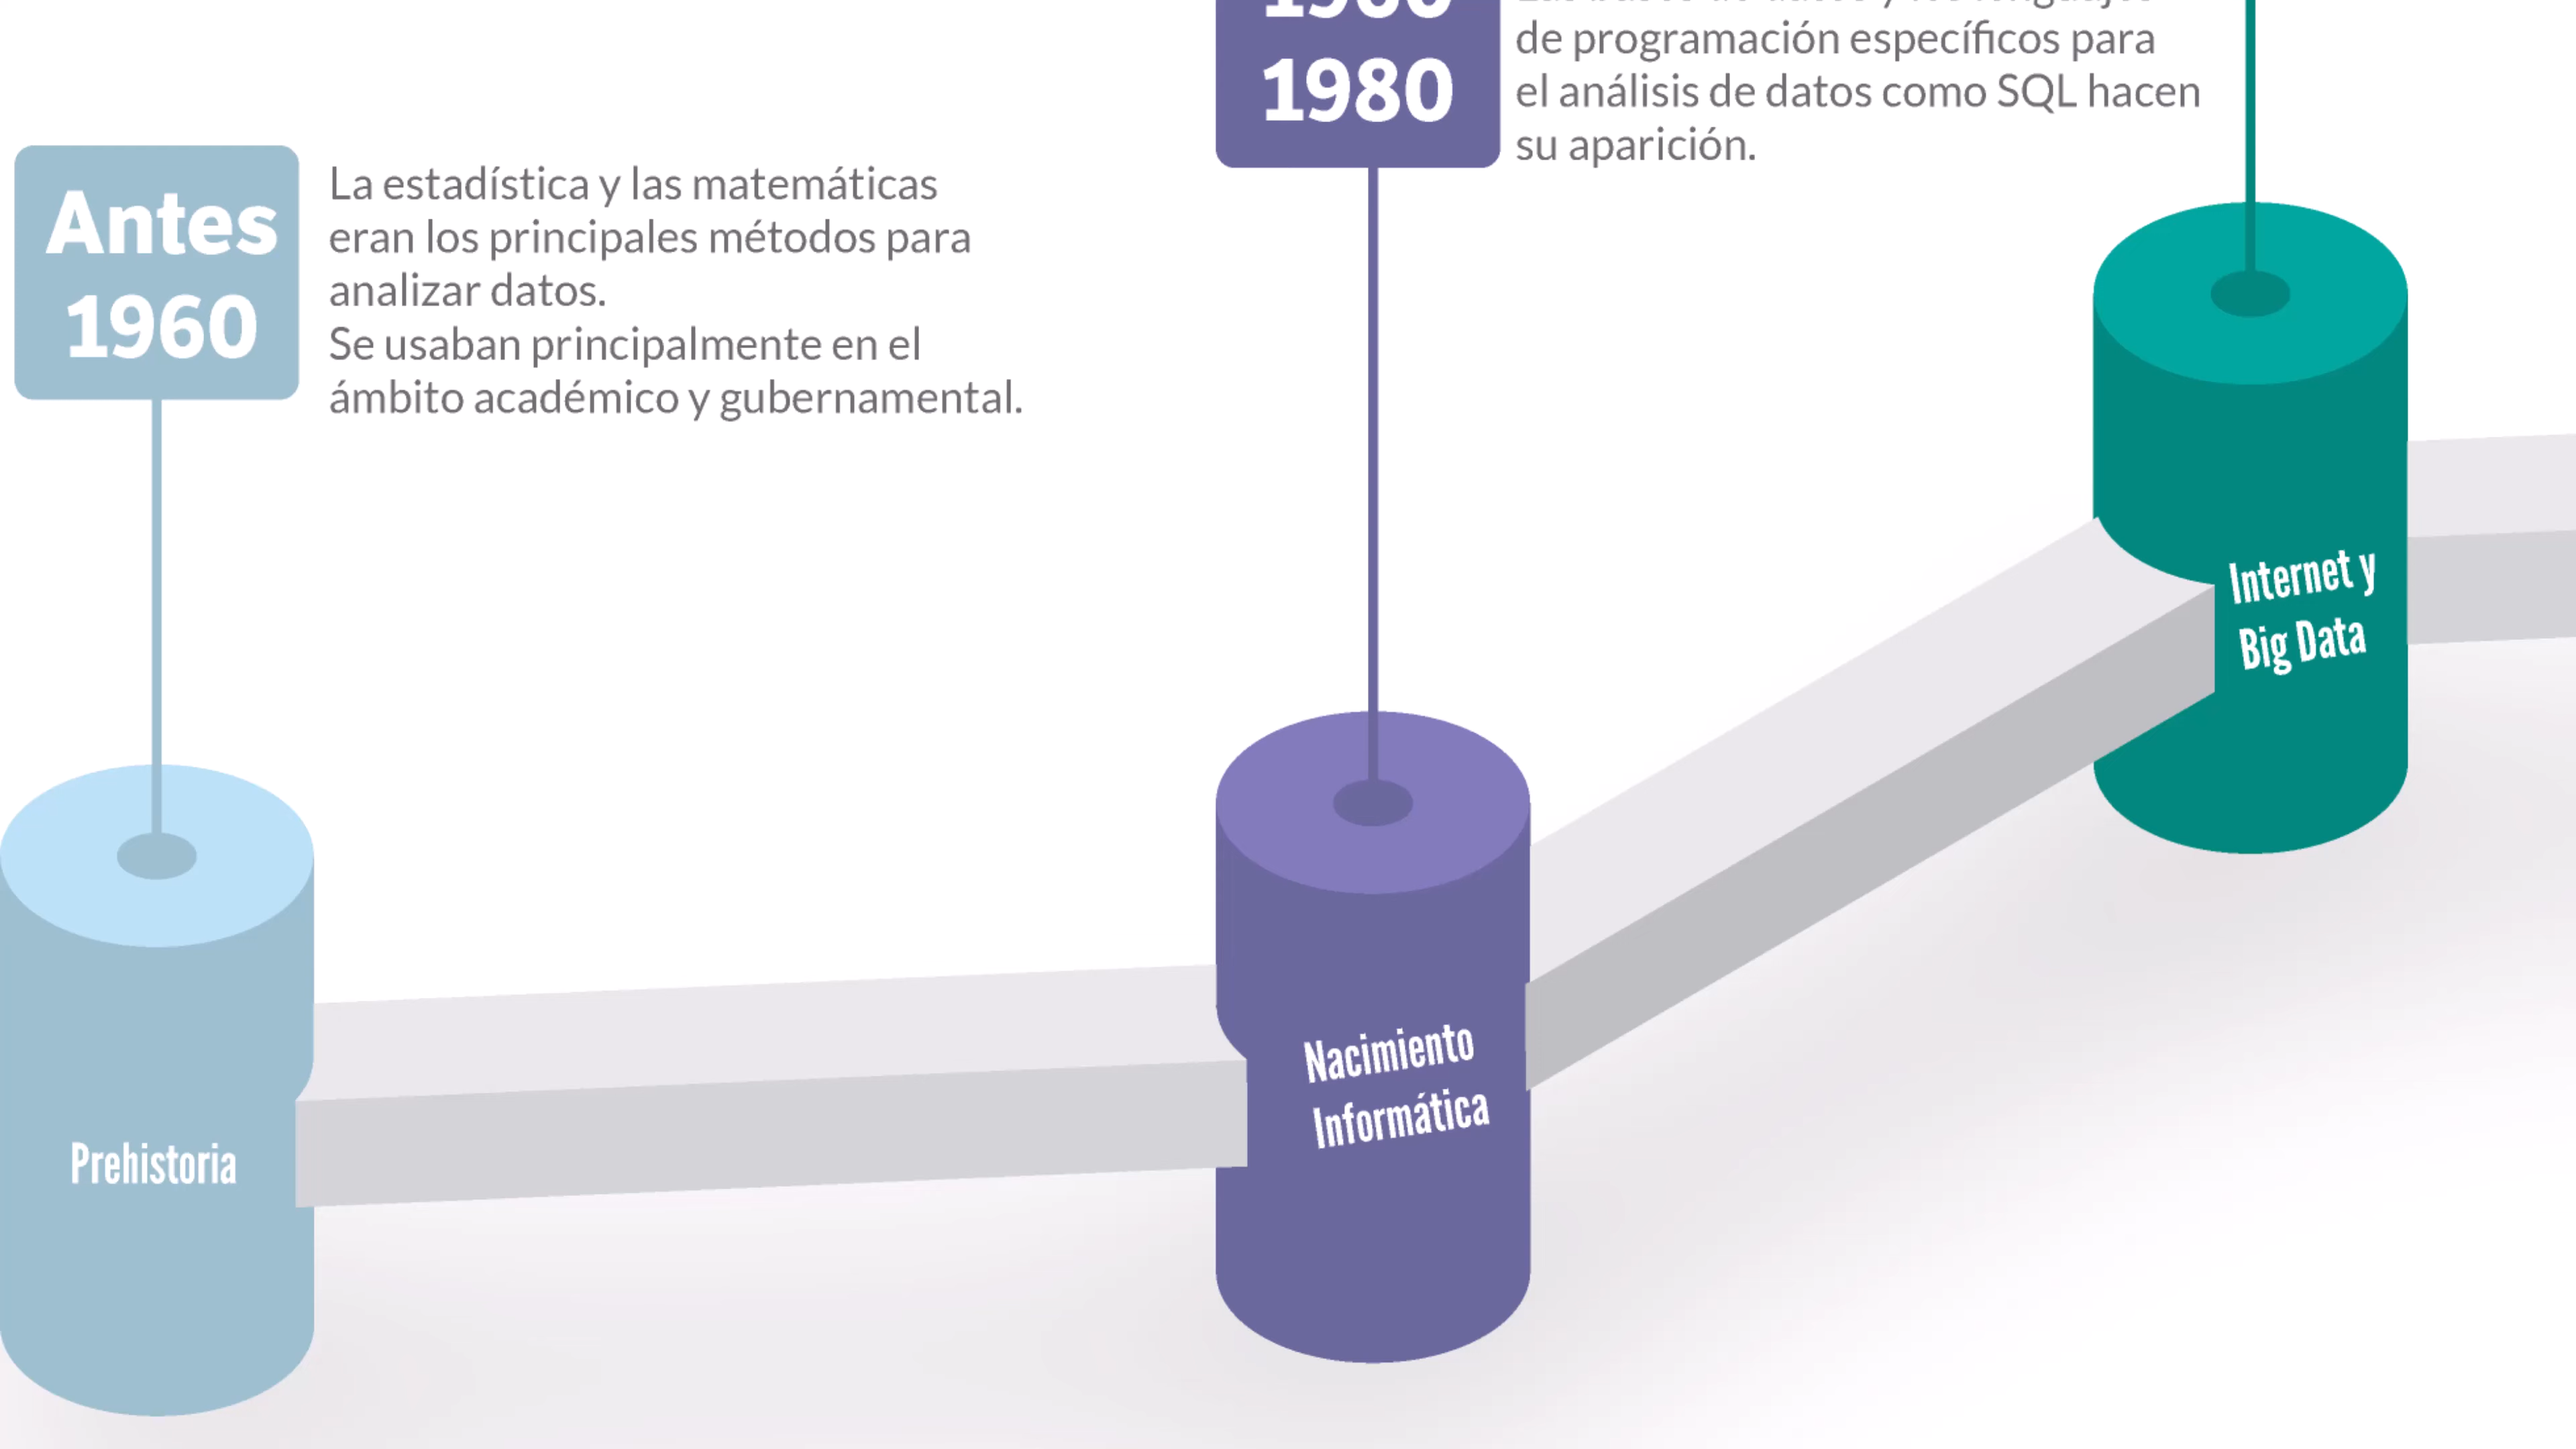 1960
1980
de programación específicos para
el análisis de datos como SQL hacen
su aparición.
Antes
1960
La estadística y las matemáticas
eran los principales métodos para
analizar datos.
Se usaban principalmente en el
ámbito académico y gubernamental.
Internet y
Big Data
Nacimiento
Informática
Prehistoria